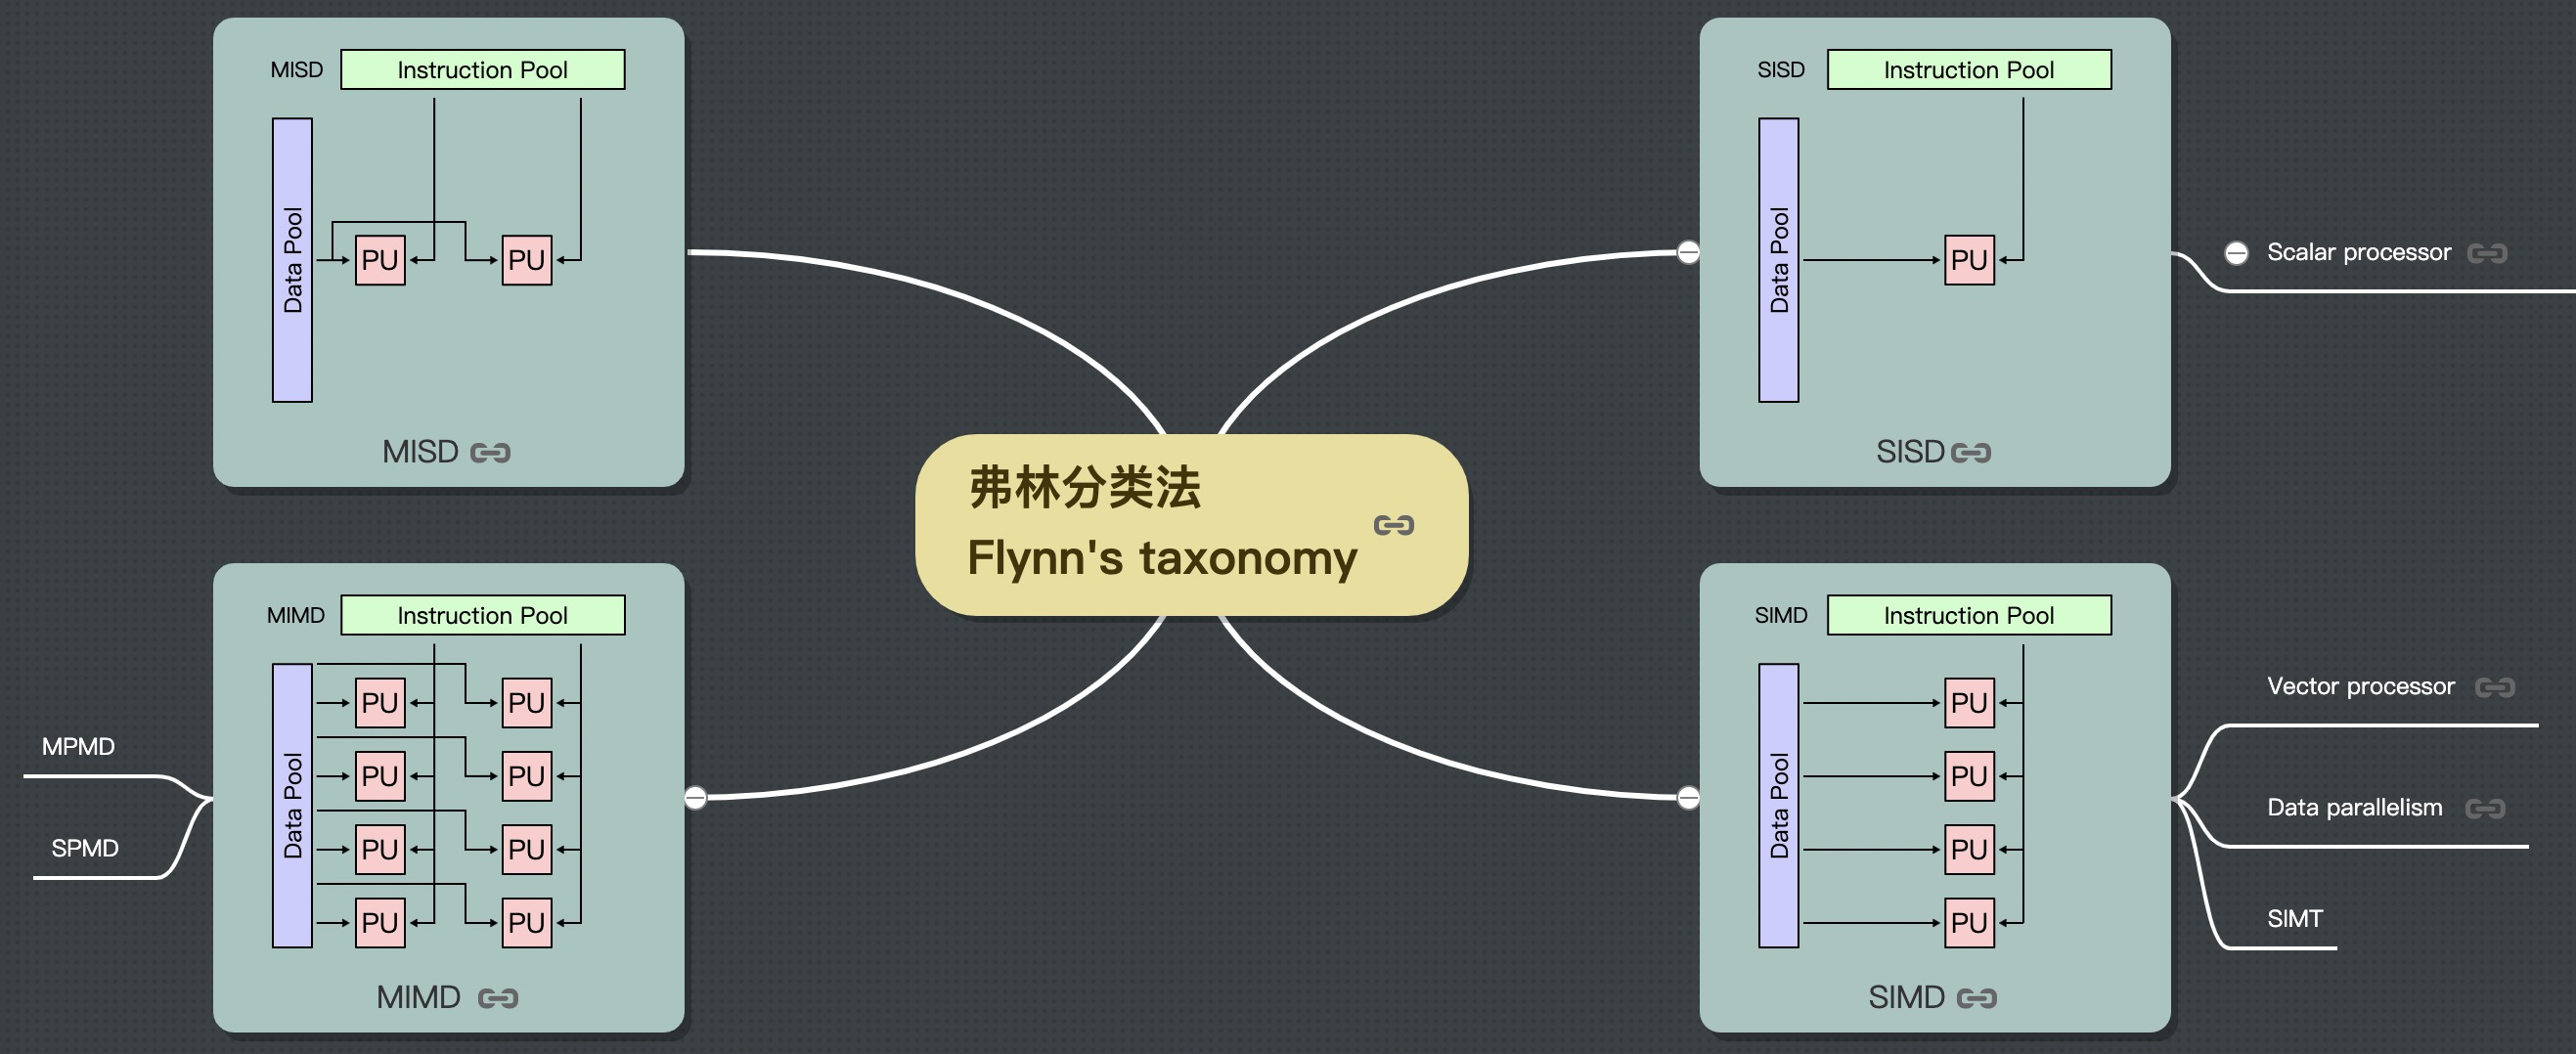 MISD
Instruction Pool
Data Pool
PU
PU
MISD
SISD
Instruction Pool
Data Pool
PU
SISD
Scalar processor
弗林分类法
Flynn's taxonomy
MIMD
Instruction Pool
Data Pool
PU
PU
PU
PU
PU
PU
PU
PU
MIMD
MPMD
SPMD
SIMD
Instruction Pool
Data Pool
PU
PU
PU
PU
SIMD
Vector processor
Data parallelism
SIMT